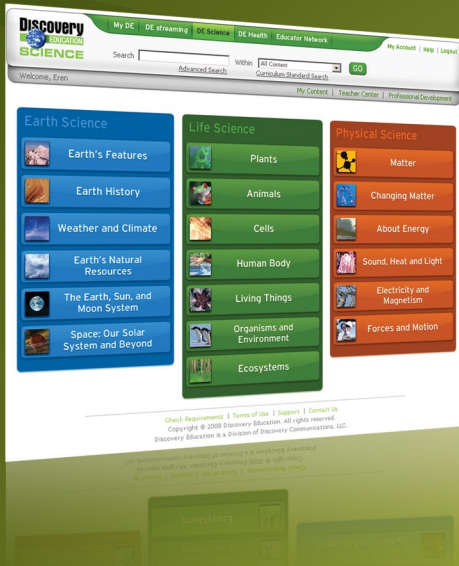 Discovery
EDUCATION
SCIENCE
My DE | DE streaming | DE Science | DE Health | Educator Network
My Account | Help | Logout
Search
Within
All Content
GO
Advanced Search
Curriculum Standard Search
Welcome, Eren
My Content | Teacher Center | Professional Development
Earth Science
Earth's Features
Earth History
Weather and Climate
Earth's Natural
Resources
The Earth, Sun, and
Moon System
Space: Our Solar
System and Beyond
Life Science
Plants
Animals
Cells
Human Body
Living Things
Organisms and
Environment
Ecosystems
Physical Science
Matter
Changing Matter
About Energy
Sound, Heat and Light
Electricity and
Magnetism
Forces and Motion
Check Requirements | Terms of Use | Support | Contact Us
Copyright © 2008 Discovery Education. All rights reserved.
Discovery Education is a Division of Discovery Communications, LLC.